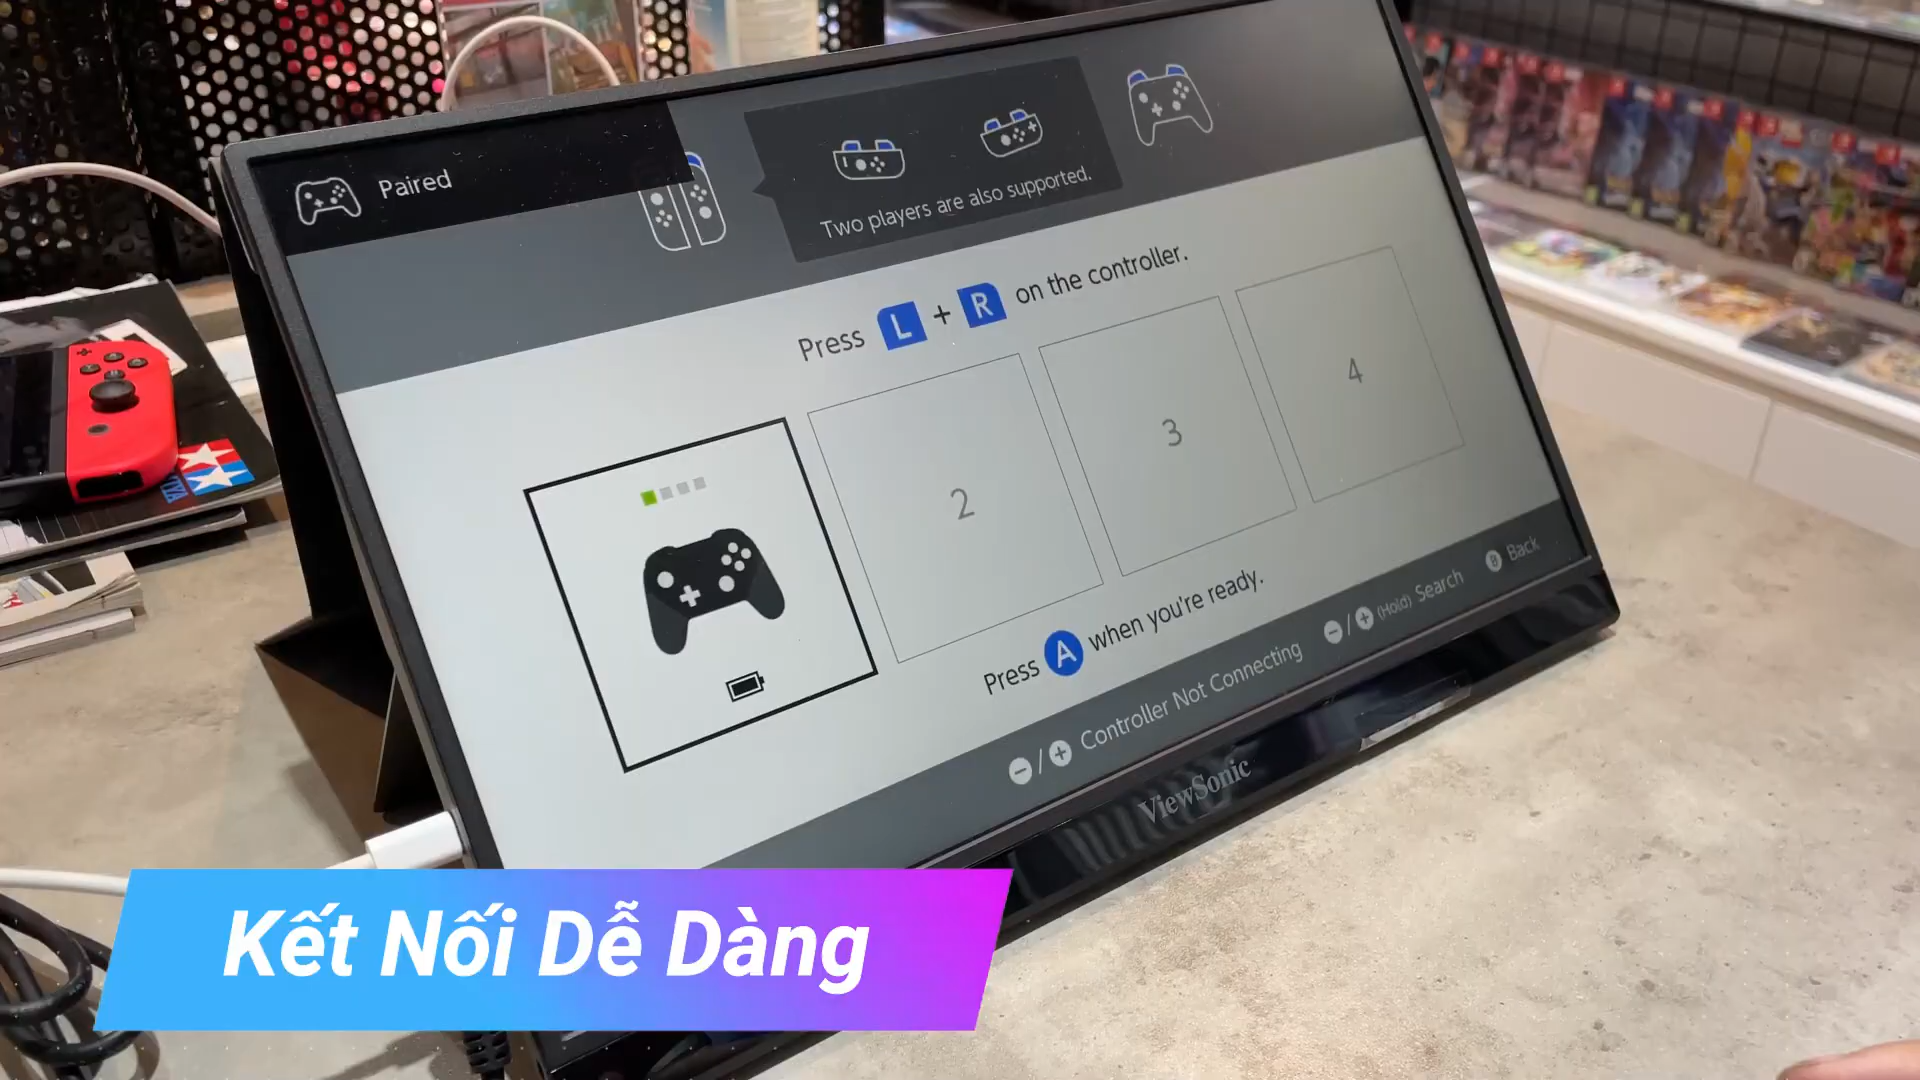 Paired
Two players are also supported.
Press L + R on the controller.
2
3
4
Press A when you're ready.
−/+ Controller Not Connecting −/+ (Hold) Search B Back
ViewSonic
Kết Nối Dễ Dàng